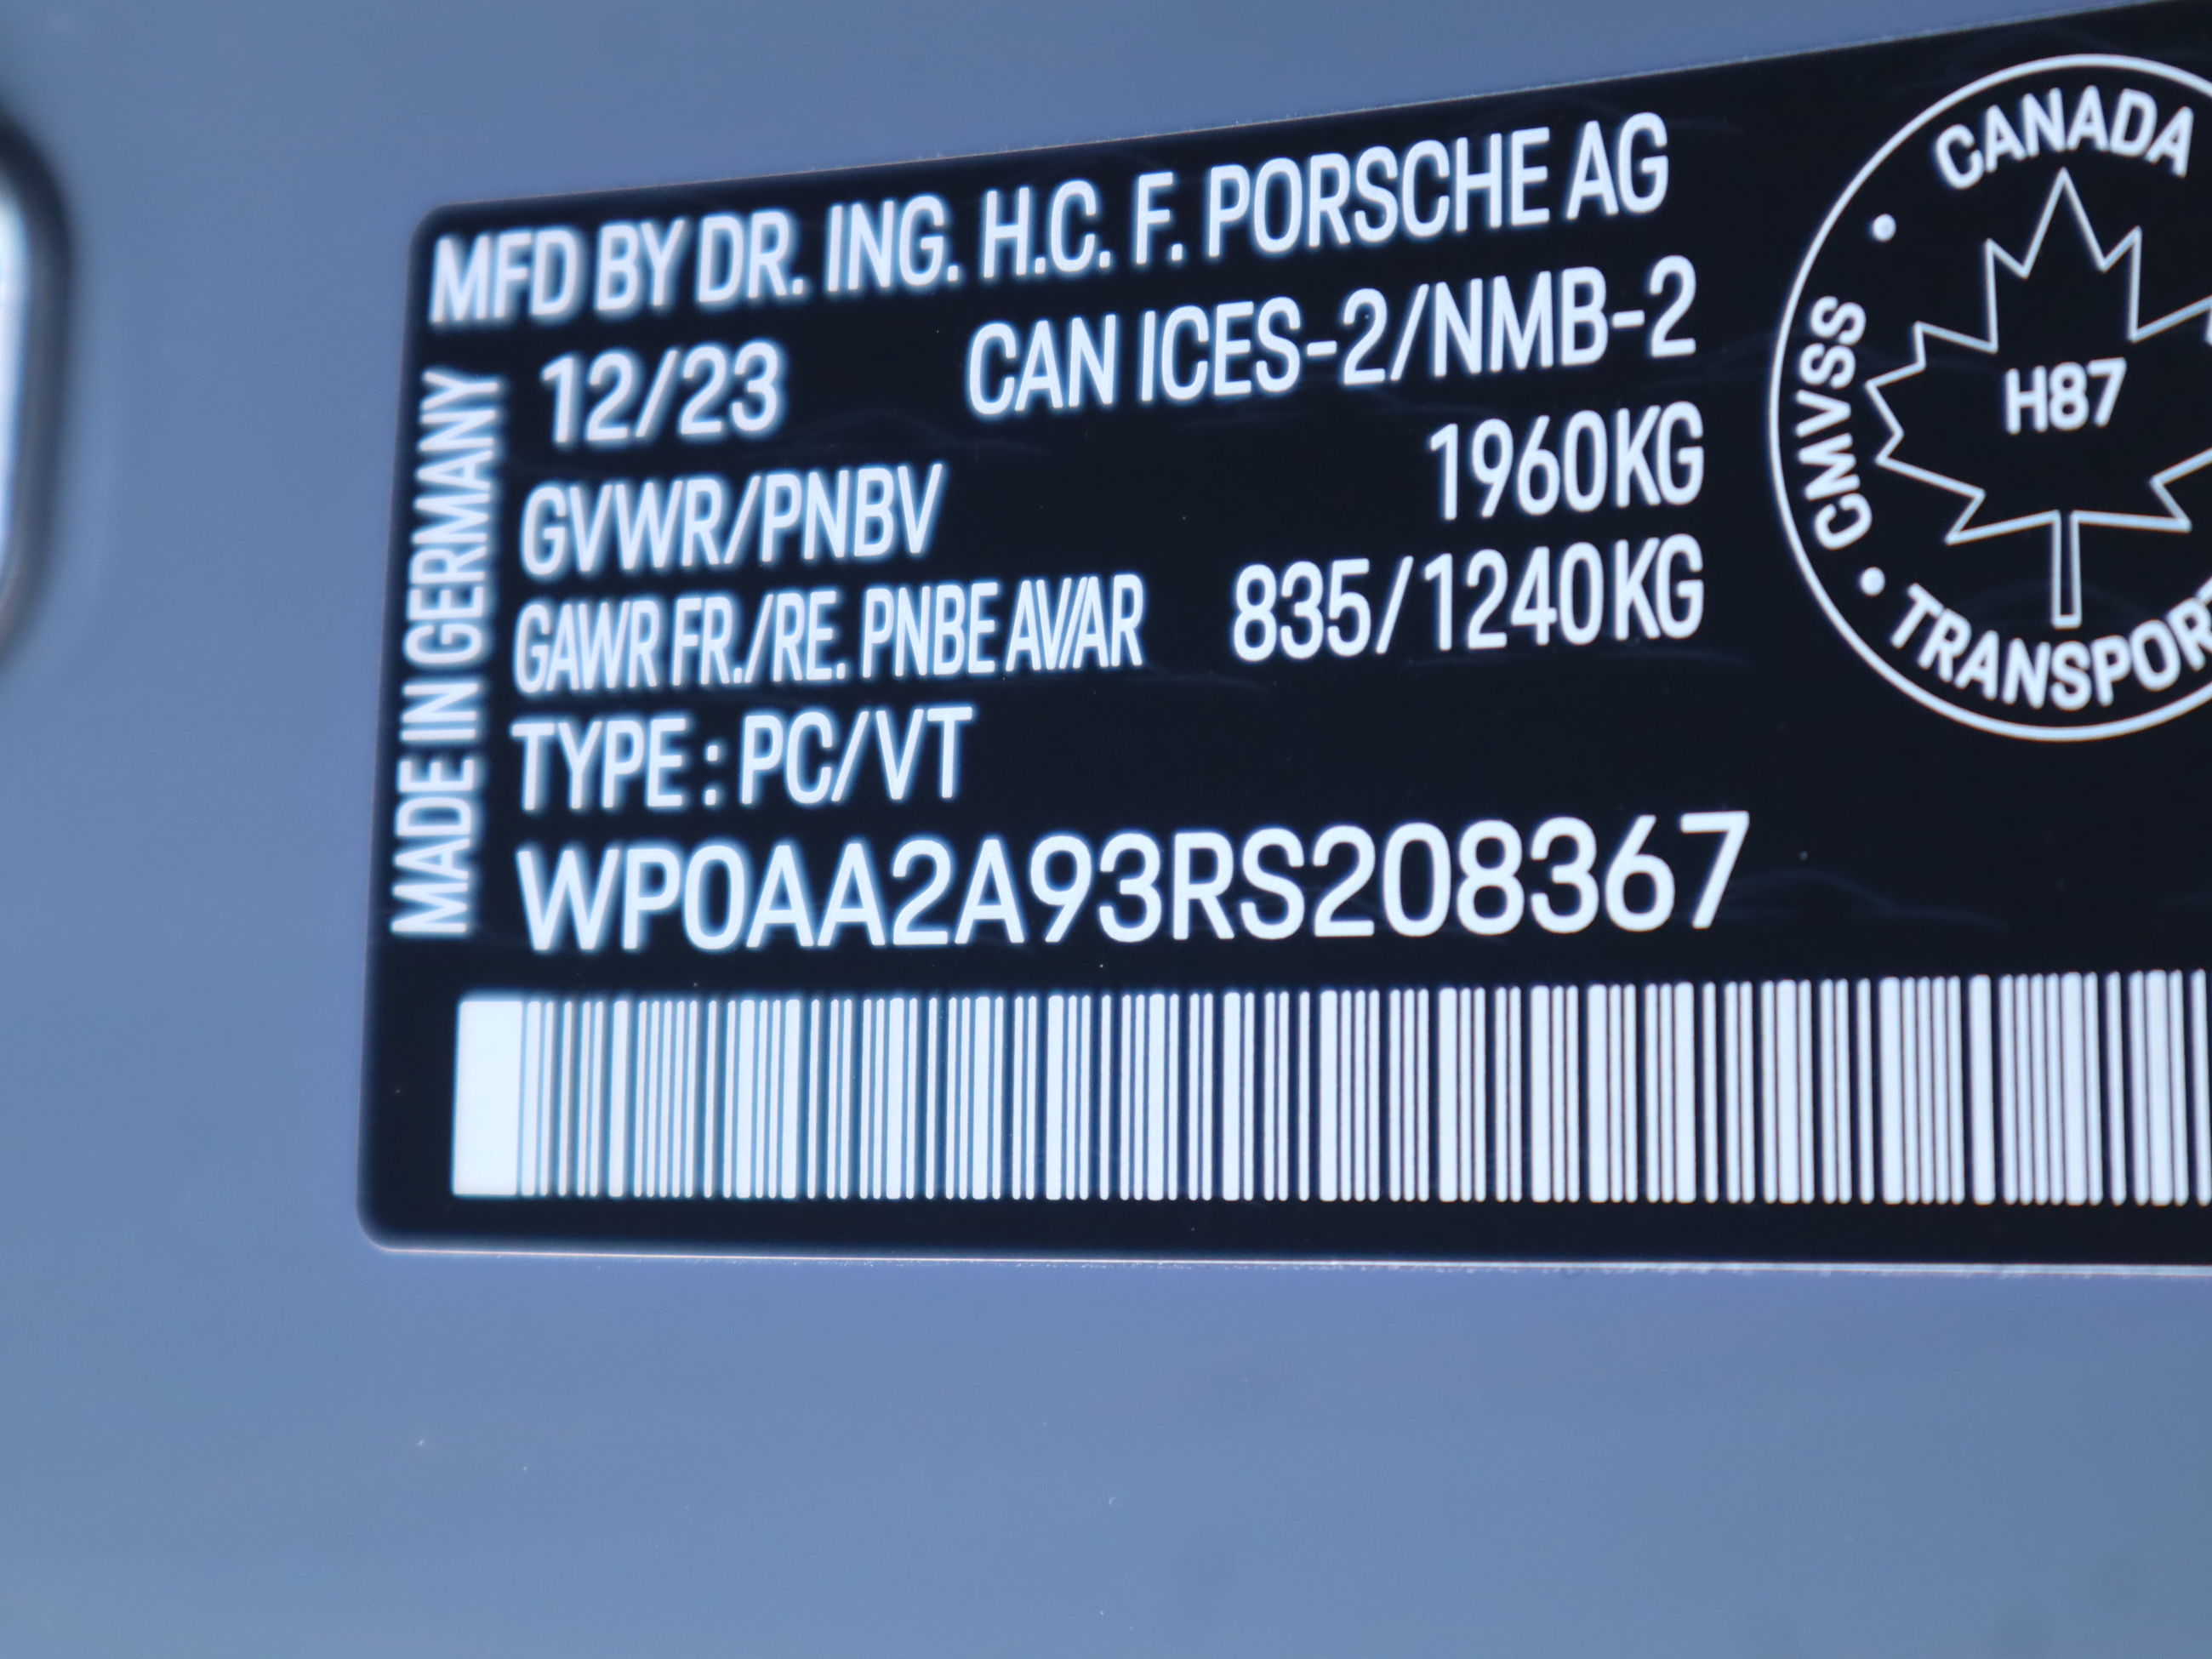 MFD BY DR. ING. H.C. F. PORSCHE AG
12/23 CAN ICES-2/NMB-2
GVWR/PNBV 1960KG
GAWR FR./RE. PNBE AV/AR 835/1240KG
TYPE : PC/VT
WP0AA2A93RS208367
MADE IN GERMANY
CANADA
CMVSS
H87
TRANSPORT